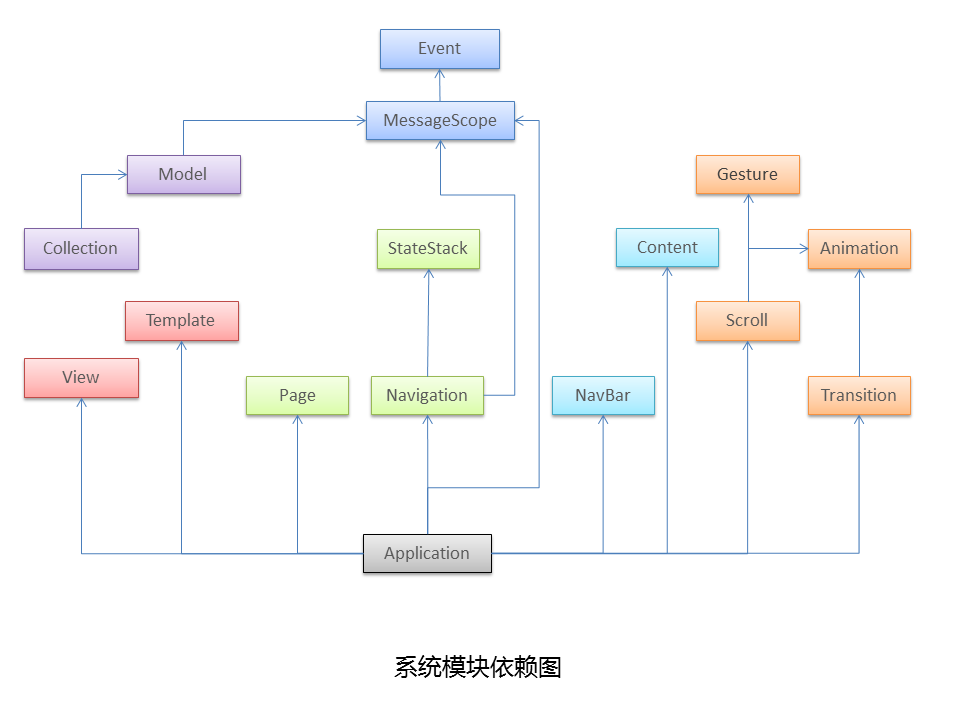 Event
MessageScope
Model
Gesture
Collection
StateStack
Content
Animation
Template
Scroll
View
Page
Navigation
NavBar
Transition
Application
系统模块依赖图